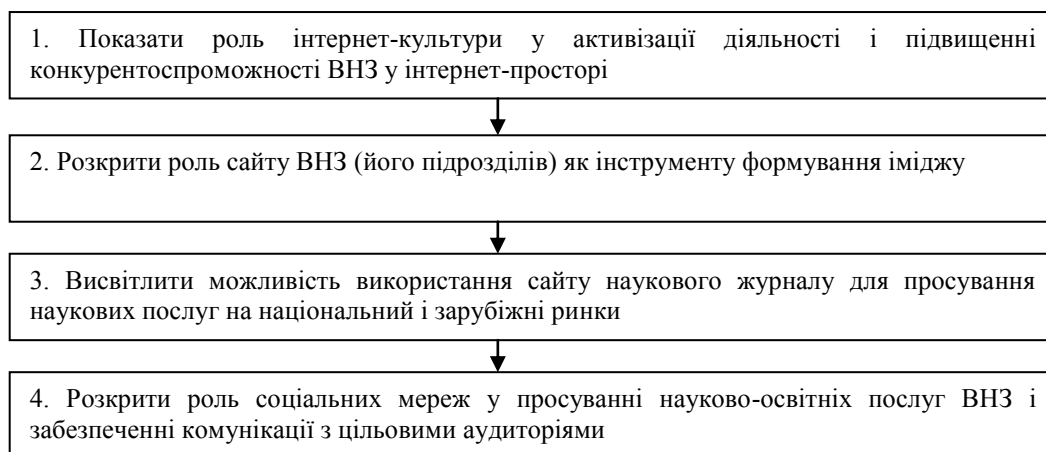 1. Показати роль інтернет-культури у активізації діяльності і підвищенні
конкурентоспроможності ВНЗ у інтернет-просторі
2. Розкрити роль сайту ВНЗ (його підрозділів) як інструменту формування іміджу
3. Висвітлити можливість використання сайту наукового журналу для просування
наукових послуг на національний і зарубіжні ринки
4. Розкрити роль соціальних мереж у просуванні науково-освітніх послуг ВНЗ і
забезпеченні комунікації з цільовими аудиторіями